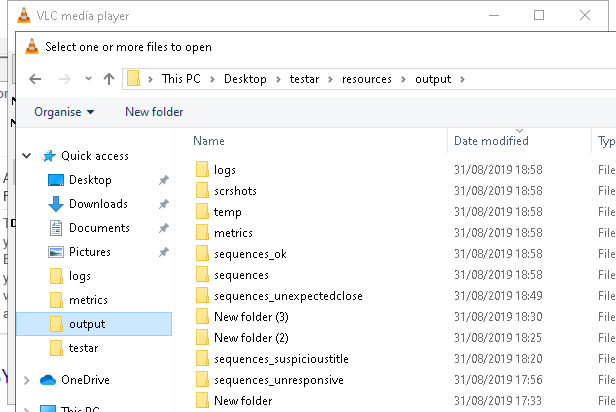 VLC media player
Select one or more files to open
This PC > Desktop > testar > resources > output >
Organise New folder
Name Date modified Typ
Quick access
Desktop
Downloads
Documents
Pictures
logs
metrics
output
testar
OneDrive
This PC
logs 31/08/2019 18:58 File
scrshots 31/08/2019 18:58 File
temp 31/08/2019 18:58 File
metrics 31/08/2019 18:58 File
sequences_ok 31/08/2019 18:58 File
sequences 31/08/2019 18:58 File
sequences_unexpectedclose 31/08/2019 18:49 File
New folder (3) 31/08/2019 18:30 File
New folder (2) 31/08/2019 18:25 File
sequences_suspicioustitle 31/08/2019 18:20 File
sequences_unresponsive 31/08/2019 17:56 File
New folder 31/08/2019 17:33 File